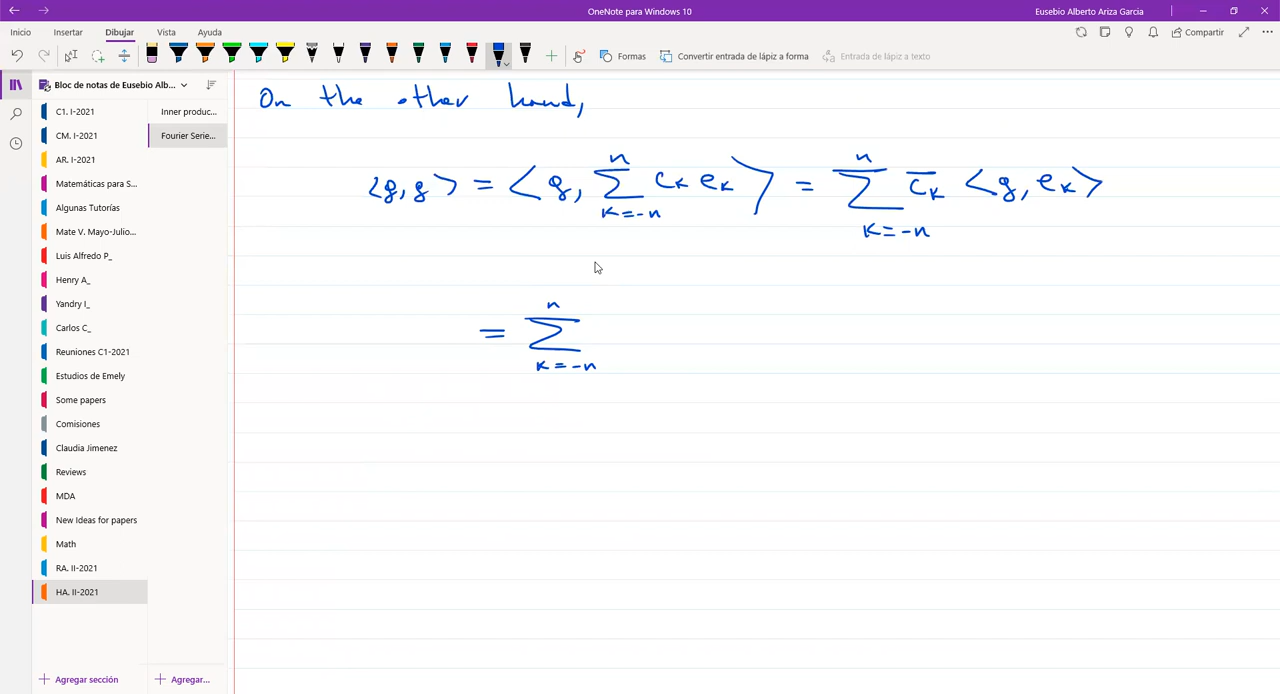 OneNote para Windows 10
Eusebio Alberto Ariza Garcia
Inicio Insertar Dibujar Vista Ayuda
Compartir
Formas Convertir entrada de lápiz a forma Entrada de lápiz a texto
Bloc de notas de Eusebio Alb...
C1. I-2021
CM. I-2021
AR. I-2021
Matemáticas para S...
Algunas Tutorías
Mate V. Mayo-Julio...
Luis Alfredo P_
Henry A_
Yandry I_
Carlos C_
Reuniones C1-2021
Estudios de Emely
Some papers
Comisiones
Claudia Jimenez
Reviews
MDA
New Ideas for papers
Math
RA. II-2021
HA. II-2021
Agregar sección
Inner produc...
Fourier Serie...
Agregar...
On the other hand,
⟨g,g⟩ = ⟨g, ∑_{k=-n}^{n} c_k e_k⟩ = ∑_{k=-n}^{n} \overline{c_k} ⟨g, e_k⟩
= ∑_{k=-n}^{n}